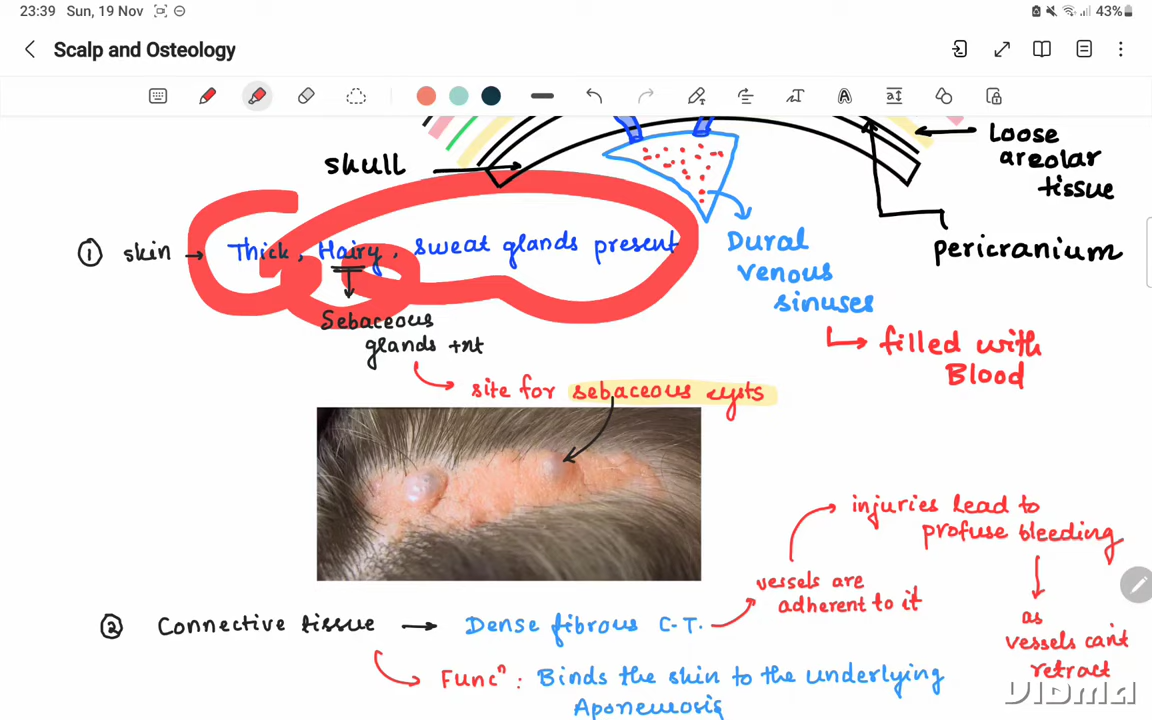 23:39 Sun, 19 Nov
43%
Scalp and Osteology
skull
Loose
areolar
tissue
① skin → Thick, Hairy, sweat glands present
Dural
venous
sinuses
pericranium
Sebaceous
glands +nt
filled with
Blood
site for sebaceous cysts
injuries lead to
profuse bleeding
vessels are
adherent to it
as
vessels can't
retract
② Connective tissue → Dense fibrous C.T.
Funcⁿ: Binds the skin to the underlying
Aponeurosis
VIDMA